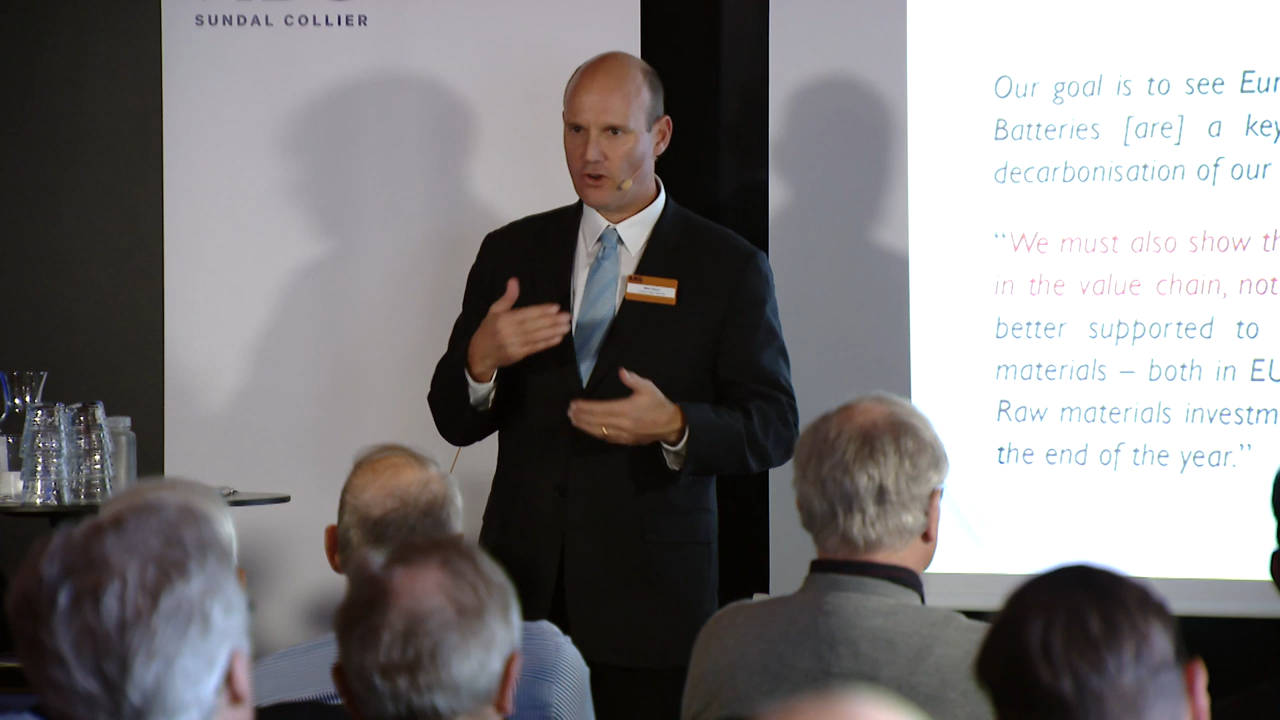 SUNDAL COLLIER
Our goal is to see Eur
Batteries [are] a key
decarbonisation of our
“We must also show th
in the value chain, not
better supported to
materials – both in EU
Raw materials investm
the end of the year.”